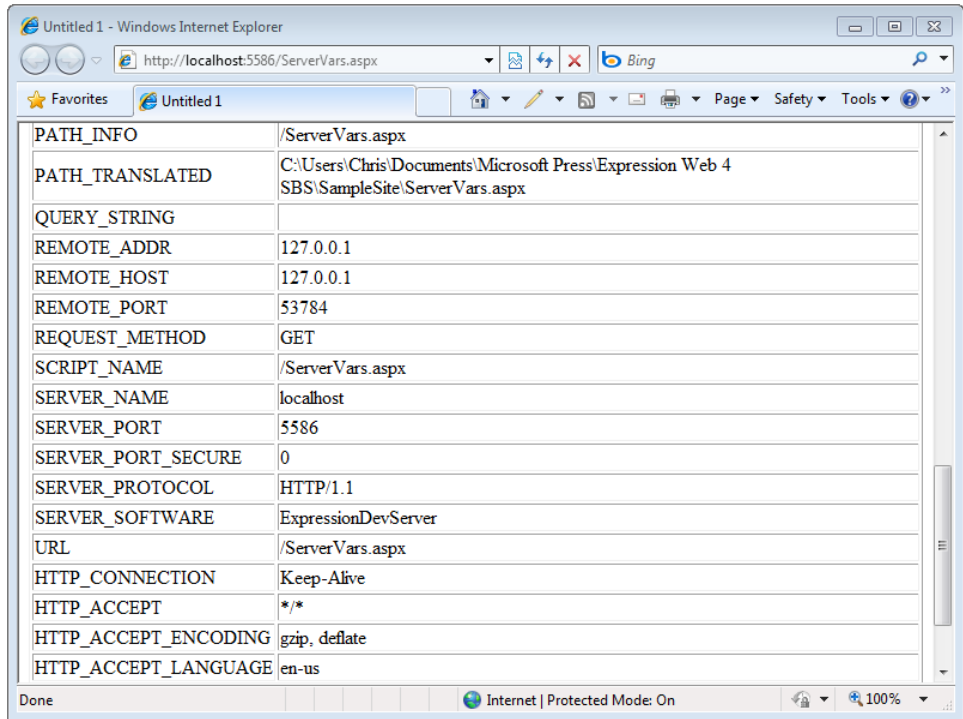 Untitled 1 - Windows Internet Explorer
http://localhost:5586/ServerVars.aspx
Bing
Favorites
Untitled 1
Page Safety Tools
PATH_INFO /ServerVars.aspx
PATH_TRANSLATED C:\Users\Chris\Documents\Microsoft Press\Expression Web 4
SBS\SampleSite\ServerVars.aspx
QUERY_STRING
REMOTE_ADDR 127.0.0.1
REMOTE_HOST 127.0.0.1
REMOTE_PORT 53784
REQUEST_METHOD GET
SCRIPT_NAME /ServerVars.aspx
SERVER_NAME localhost
SERVER_PORT 5586
SERVER_PORT_SECURE 0
SERVER_PROTOCOL HTTP/1.1
SERVER_SOFTWARE ExpressionDevServer
URL /ServerVars.aspx
HTTP_CONNECTION Keep-Alive
HTTP_ACCEPT */*
HTTP_ACCEPT_ENCODING gzip, deflate
HTTP_ACCEPT_LANGUAGE en-us
Done Internet | Protected Mode: On 100%